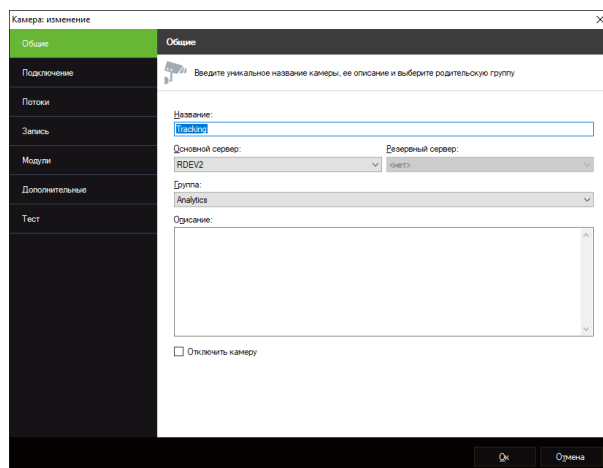 Камера: изменение
Общие
Подключение
Потоки
Запись
Модули
Дополнительные
Тест
Общие
Введите уникальное название камеры, ее описание и выберите родительскую группу
Название:
Tracking
Основной сервер: Резервный сервер:
RDEV2 <нет>
Группа:
Analytics
Описание:
Отключить камеру
Ок Отмена